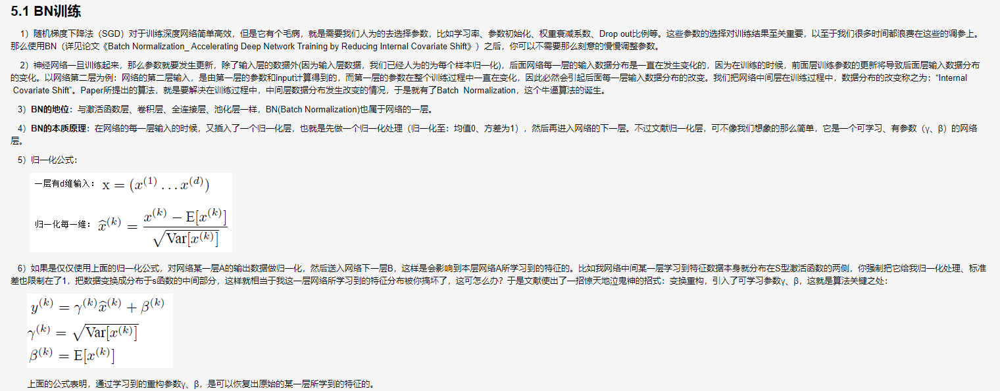 5.1 BN训练
1）随机梯度下降法（SGD）对于训练深度网络简单高效，但是它有个毛病，就是需要我们人为的去选择参数，比如学习率、参数初始化、权重衰减系数、Drop out比例等。这些参数的选择对训练结果至关重要，以至于我们很多时间都浪费在这些的调参上。
那么使用BN（详见论文《Batch Normalization_ Accelerating Deep Network Training by Reducing Internal Covariate Shift》）之后，你可以不需要那么刻意的慢慢调整参数。
2）神经网络一旦训练起来，那么参数就要发生更新，除了输入层的数据外(因为输入层数据，我们已经人为的为每个样本归一化)，后面网络每一层的输入数据分布是一直在发生变化的，因为在训练的时候，前面层训练参数的更新将导致后面层输入数据分布
的变化。以网络第二层为例：网络的第二层输入，是由第一层的参数和input计算得到的，而第一层的参数在整个训练过程中一直在变化，因此必然会引起后面每一层输入数据分布的改变。我们把网络中间层在训练过程中，数据分布的改变称之为：“Internal
Covariate Shift”。Paper所提出的算法，就是要解决在训练过程中，中间层数据分布发生改变的情况，于是就有了Batch Normalization，这个牛逼算法的诞生。
3）BN的地位：与激活函数层、卷积层、全连接层、池化层一样，BN(Batch Normalization)也属于网络的一层。
4）BN的本质原理：在网络的每一层输入的时候，又插入了一个归一化层，也就是先做一个归一化处理（归一化至：均值0、方差为1），然后再进入网络的下一层。不过文献归一化层，可不像我们想象的那么简单，它是一个可学习、有参数（γ、β）的网络
层。
5）归一化公式：
一层有d维输入： x = (x^(1) . . . x^(d))
归一化每一维： x̂^(k) = (x^(k) − E[x^(k)]) / √Var[x^(k)]
6）如果是仅仅使用上面的归一化公式，对网络某一层A的输出数据做归一化，然后送入网络下一层B，这样是会影响到本层网络A所学习到的特征的。比如我网络中间某一层学习到特征数据本身就分布在S型激活函数的两侧，你强制把它给我归一化处理、标准
差也限制在了1，把数据变换成分布于s函数的中间部分，这样就相当于我这一层网络所学习到的特征分布被你搞坏了，这可怎么办？于是文献使出了一招惊天地泣鬼神的招式：变换重构，引入了可学习参数γ、β，这就是算法关键之处：
y^(k) = γ^(k) x̂^(k) + β^(k)
γ^(k) = √Var[x^(k)]
β^(k) = E[x^(k)]
上面的公式表明，通过学习到的重构参数γ、β，是可以恢复出原始的某一层所学到的特征的。